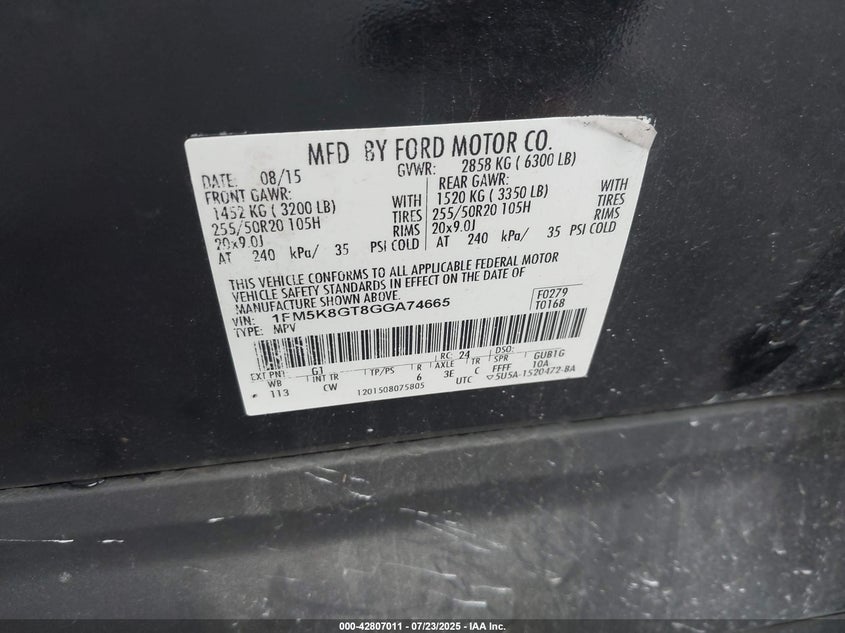 MFD BY FORD MOTOR CO.
DATE: 08/15 GVWR: 2858 KG ( 6300 LB)
FRONT GAWR: REAR GAWR:
1452 KG ( 3200 LB) WITH 1520 KG ( 3350 LB) WITH
255/50R20 105H TIRES 255/50R20 105H TIRES
20x9.0J RIMS 20x9.0J RIMS
AT 240 kPa/ 35 PSI COLD AT 240 kPa/ 35 PSI COLD
THIS VEHICLE CONFORMS TO ALL APPLICABLE FEDERAL MOTOR
VEHICLE SAFETY STANDARDS IN EFFECT ON THE DATE OF
MANUFACTURE SHOWN ABOVE.
VIN: 1FM5K8GT8GGA74665 F0279
TYPE: MPV T0168
EXT PNT: G1 RC: 24 DSO: GUB1G
WB INT TR TP/PS R AXLE TR SPR 10A
113 CW 6 3E C FFFF
1201508075805 UTC ▽5U5A-1520472-BA
000-42807011 | 07/23/2025 - IAA Inc.